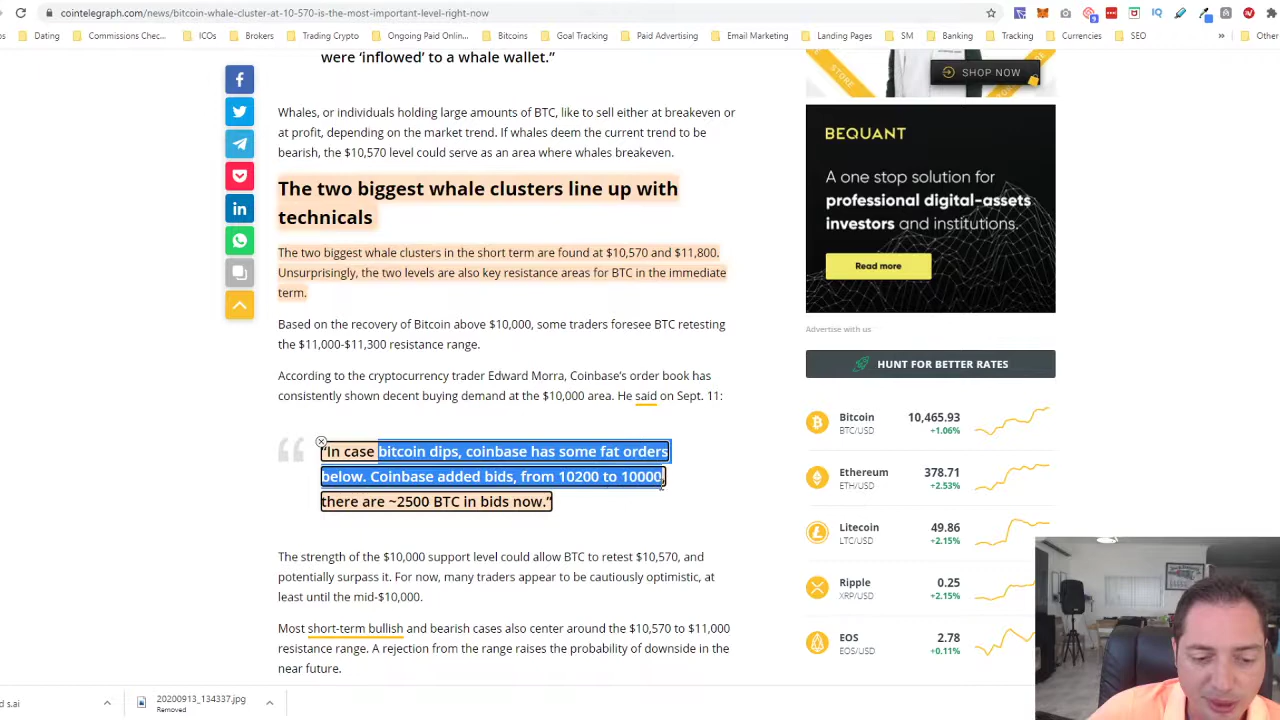 cointelegraph.com/news/bitcoin-whale-cluster-at-10-570-is-the-most-important-level-right-now
Dating
Commissions Chec...
ICOs
Brokers
Trading Crypto
Ongoing Paid Onlin...
Bitcoins
Goal Tracking
Paid Advertising
Email Marketing
Landing Pages
SM
Banking
Tracking
Currencies
SEO
»
Other
were ‘inflowed’ to a whale wallet.”
Whales, or individuals holding large amounts of BTC, like to sell either at breakeven or
at profit, depending on the market trend. If whales deem the current trend to be
bearish, the $10,570 level could serve as an area where whales breakeven.
The two biggest whale clusters line up with
technicals
The two biggest whale clusters in the short term are found at $10,570 and $11,800.
Unsurprisingly, the two levels are also key resistance areas for BTC in the immediate
term.
Based on the recovery of Bitcoin above $10,000, some traders foresee BTC retesting
the $11,000-$11,300 resistance range.
According to the cryptocurrency trader Edward Morra, Coinbase’s order book has
consistently shown decent buying demand at the $10,000 area. He said on Sept. 11:
“In case bitcoin dips, coinbase has some fat orders
below. Coinbase added bids, from 10200 to 10000,
there are ~2500 BTC in bids now.”
The strength of the $10,000 support level could allow BTC to retest $10,570, and
potentially surpass it. For now, many traders appear to be cautiously optimistic, at
least until the mid-$10,000.
Most short-term bullish and bearish cases also center around the $10,570 to $11,000
resistance range. A rejection from the range raises the probability of downside in the
near future.
STORE
SHOP NOW
STORE
BEQUANT
A one stop solution for
professional digital-assets
investors and institutions.
Read more
Advertise with us
HUNT FOR BETTER RATES
Bitcoin 10,465.93
BTC/USD +1.06%
Ethereum 378.71
ETH/USD +2.53%
Litecoin 49.86
LTC/USD +2.15%
Ripple 0.25
XRP/USD +2.15%
EOS 2.78
EOS/USD +0.11%
d s.ai
20200913_134337.jpg
Removed